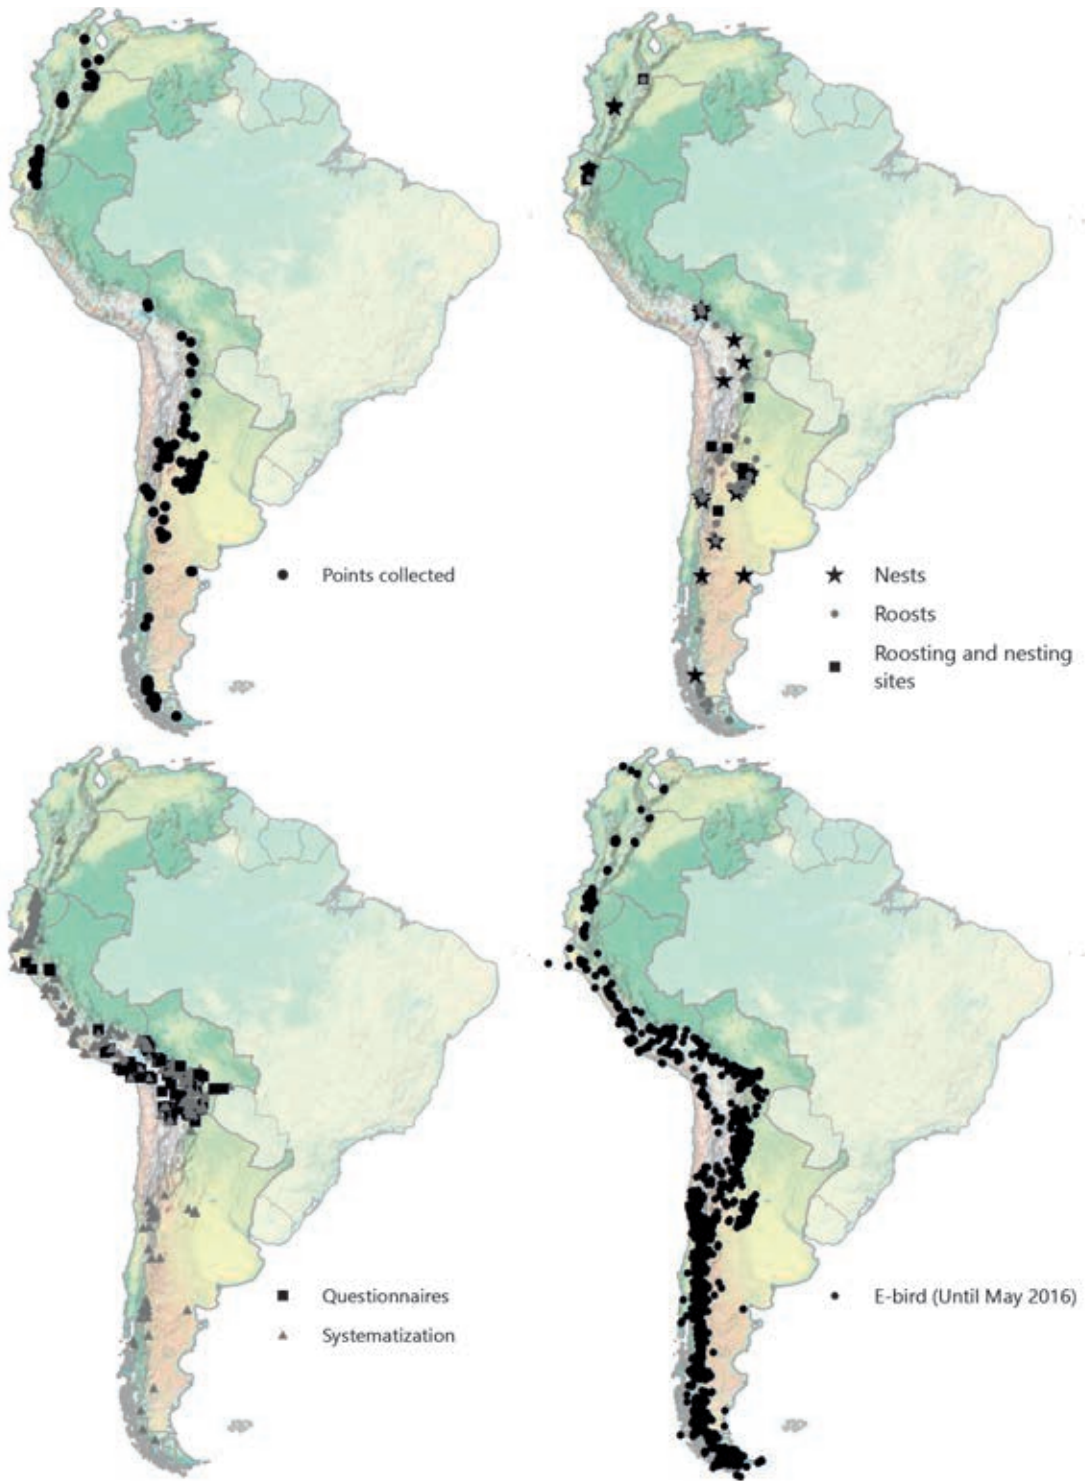 Points collected
Nests
Roosts
Roosting and nesting
sites
Questionnaires
Systematization
E-bird (Until May 2016)